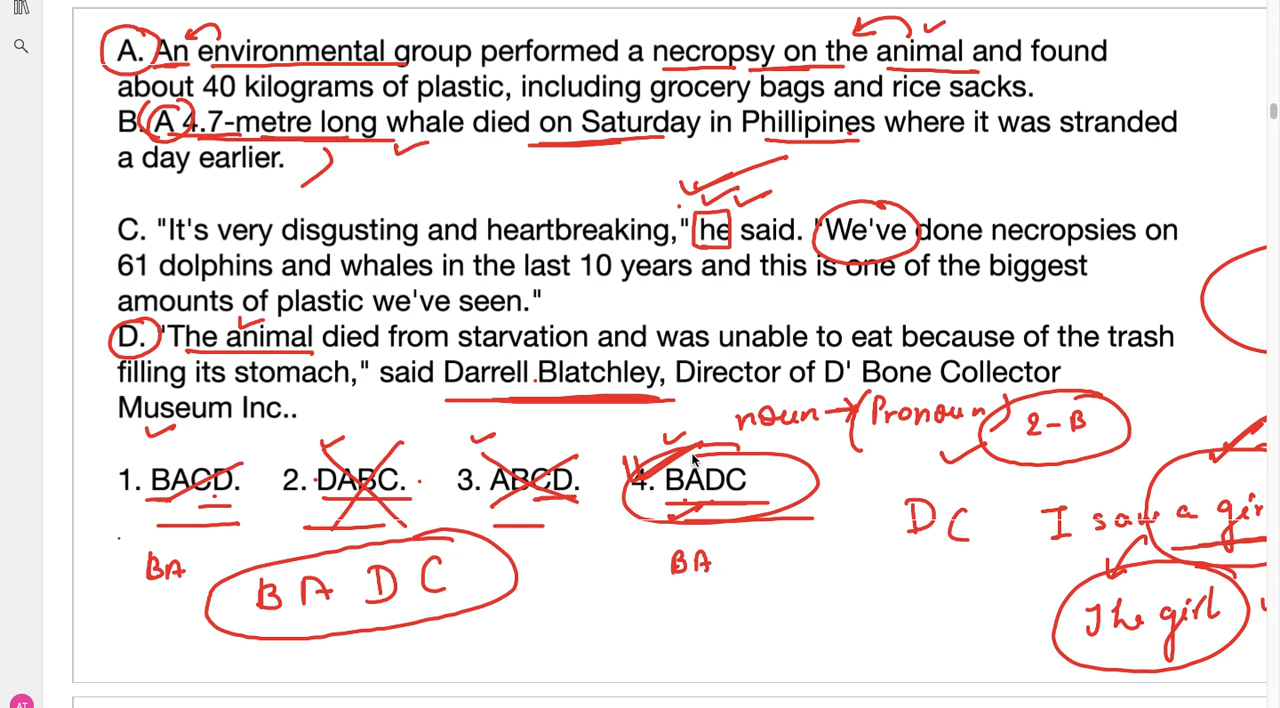 A. An environmental group performed a necropsy on the animal and found
about 40 kilograms of plastic, including grocery bags and rice sacks.
B. A 4.7-metre long whale died on Saturday in Phillipines where it was stranded
a day earlier.
C. "It's very disgusting and heartbreaking," he said. "We've done necropsies on
61 dolphins and whales in the last 10 years and this is one of the biggest
amounts of plastic we've seen."
D. 'The animal died from starvation and was unable to eat because of the trash
filling its stomach," said Darrell Blatchley, Director of D' Bone Collector
Museum Inc..
noun → (Pronoun) 2-B
1. BACD. 2. DABC. 3. ABCD. 4. BADC
DC I saw a girl
BA BADC BA
The girl
AT